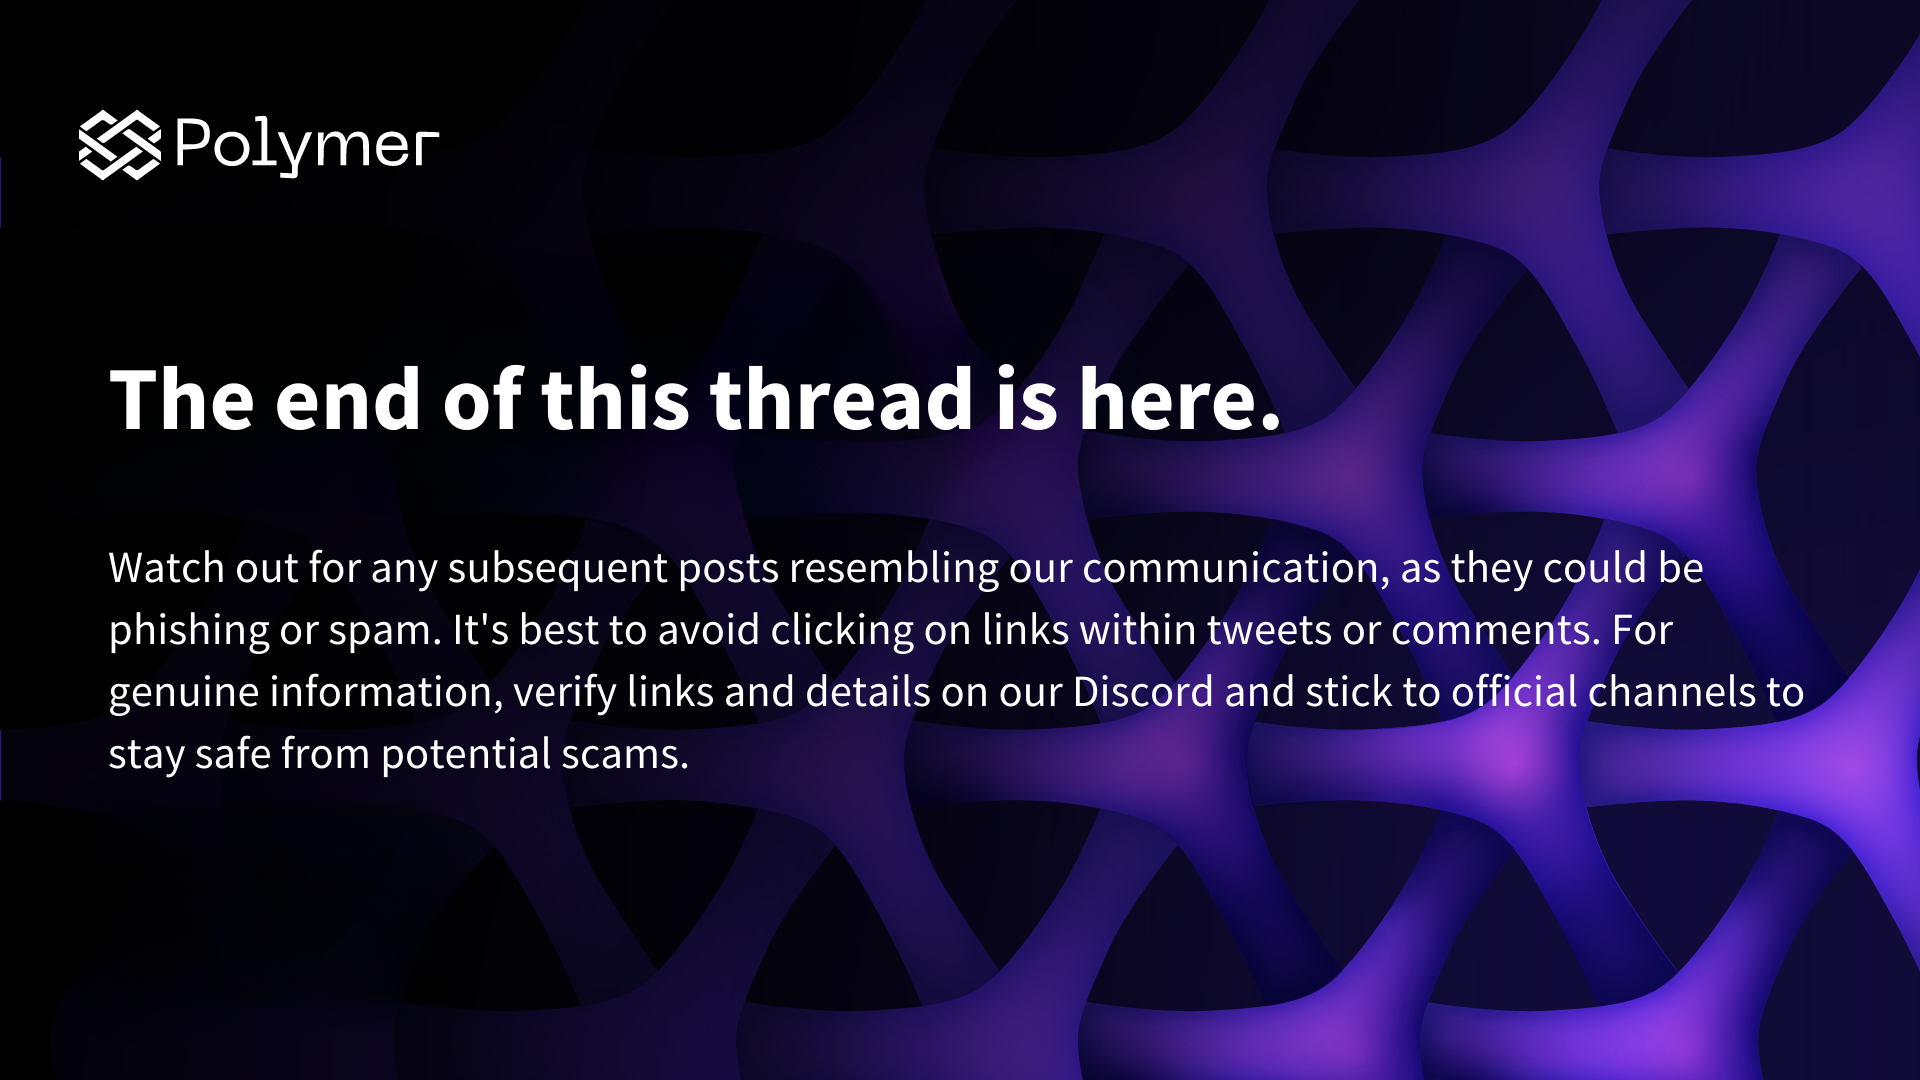 Polymer
The end of this thread is here.
Watch out for any subsequent posts resembling our communication, as they could be
phishing or spam. It's best to avoid clicking on links within tweets or comments. For
genuine information, verify links and details on our Discord and stick to official channels to
stay safe from potential scams.